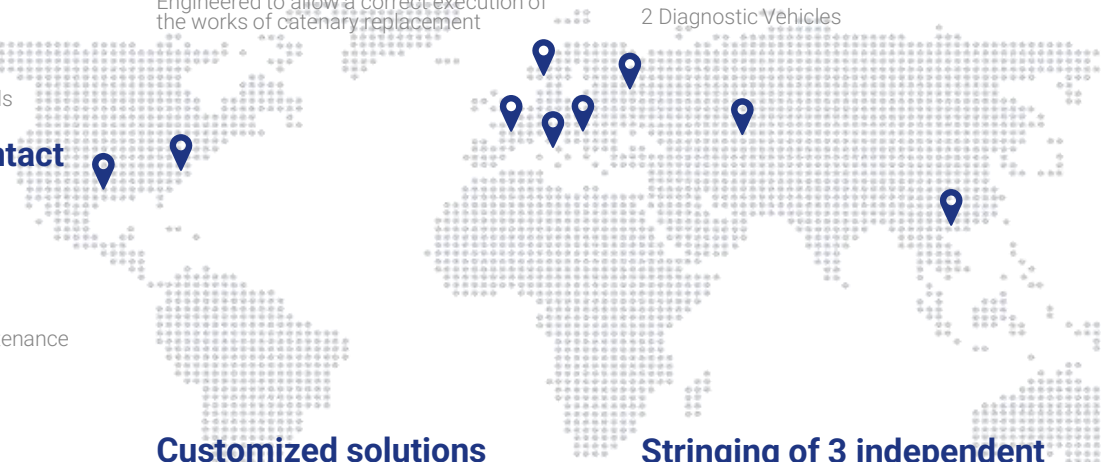 Engineered to allow a correct execution of
the works of catenary replacement
2 Diagnostic Vehicles
ls
ntact
enance
Customized solutions
Stringing of 3 independent